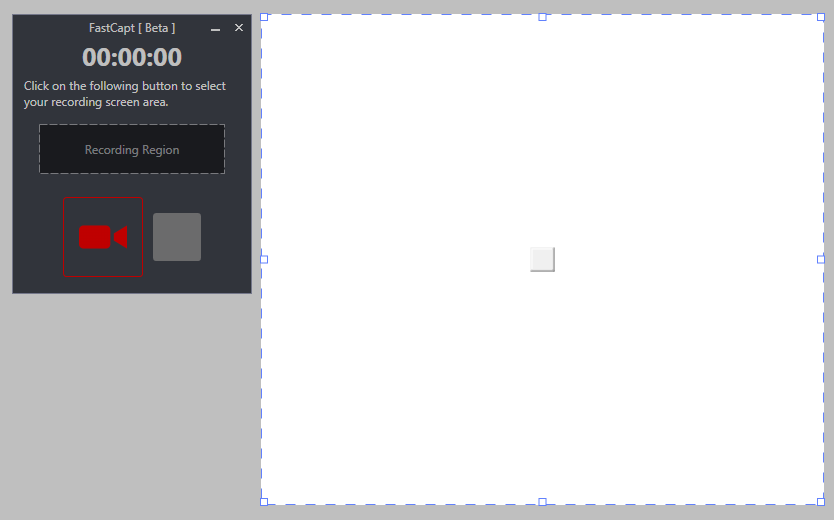 FastCapt [ Beta ]
00:00:00
Click on the following button to select
your recording screen area.
Recording Region